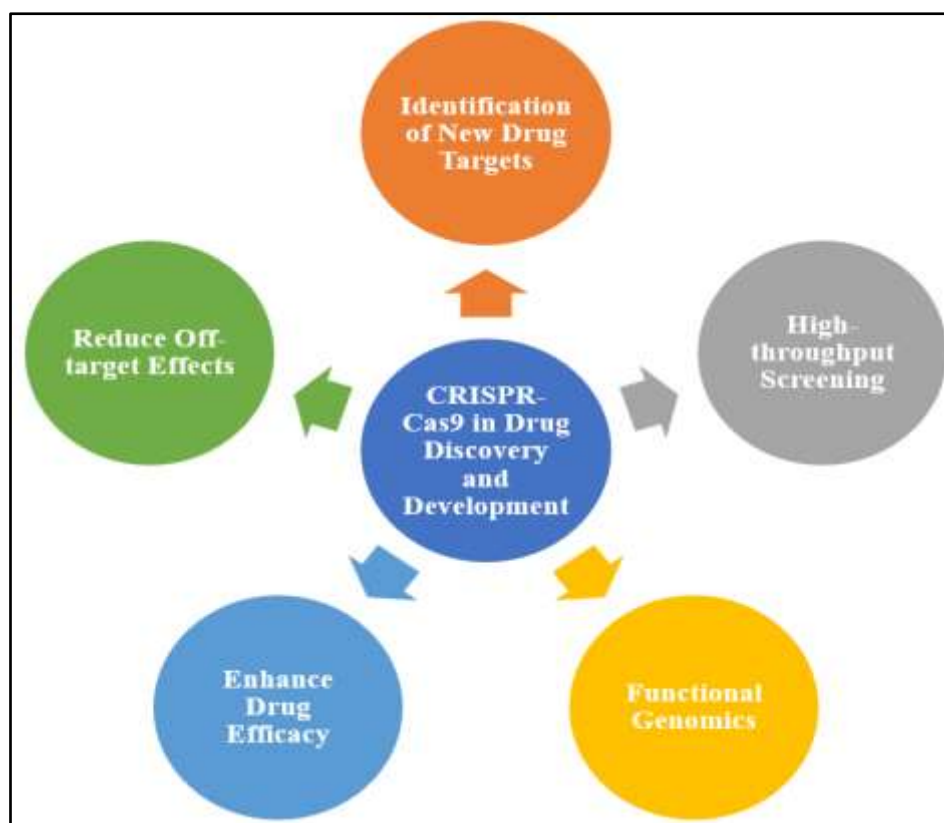 Identification
of New Drug
Targets
Reduce Off-
target Effects
High-
throughput
Screening
CRISPR-
Cas9 in Drug
Discovery
and
Development
Enhance
Drug
Efficacy
Functional
Genomics